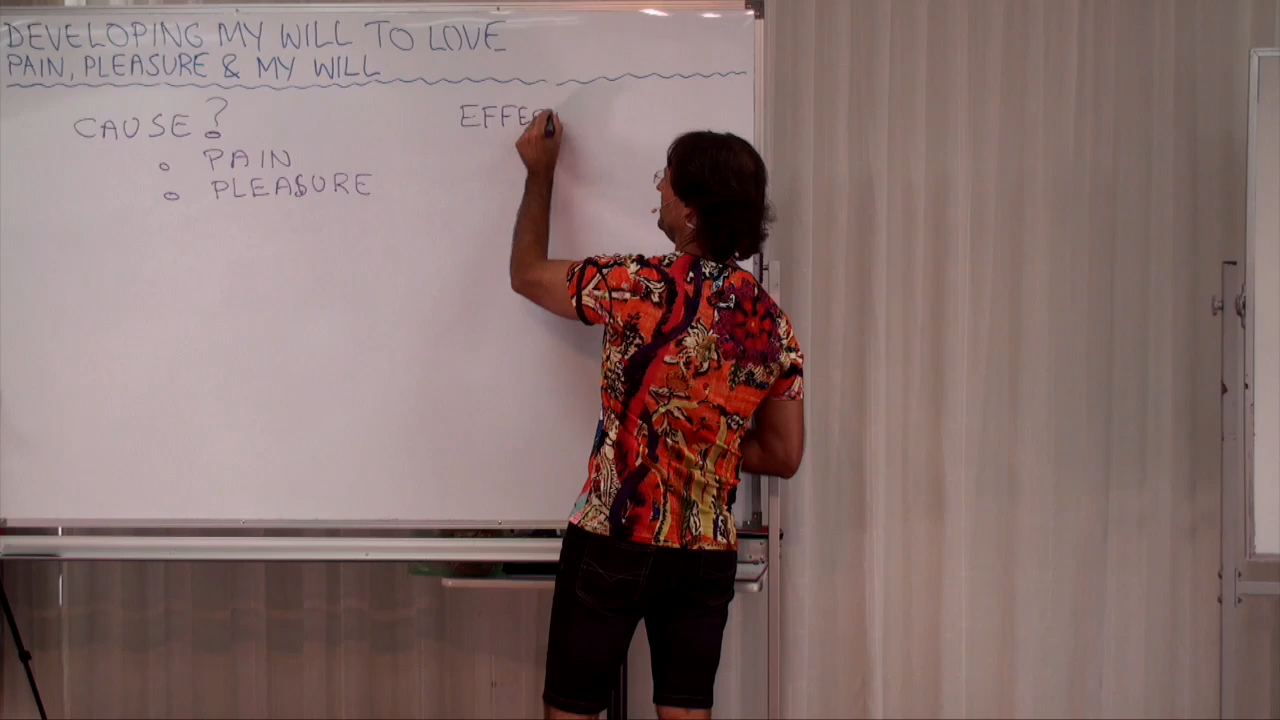 DEVELOPING MY WILL TO LOVE
PAIN, PLEASURE & MY WILL
CAUSE ?
EFFE
• PAIN
• PLEASURE